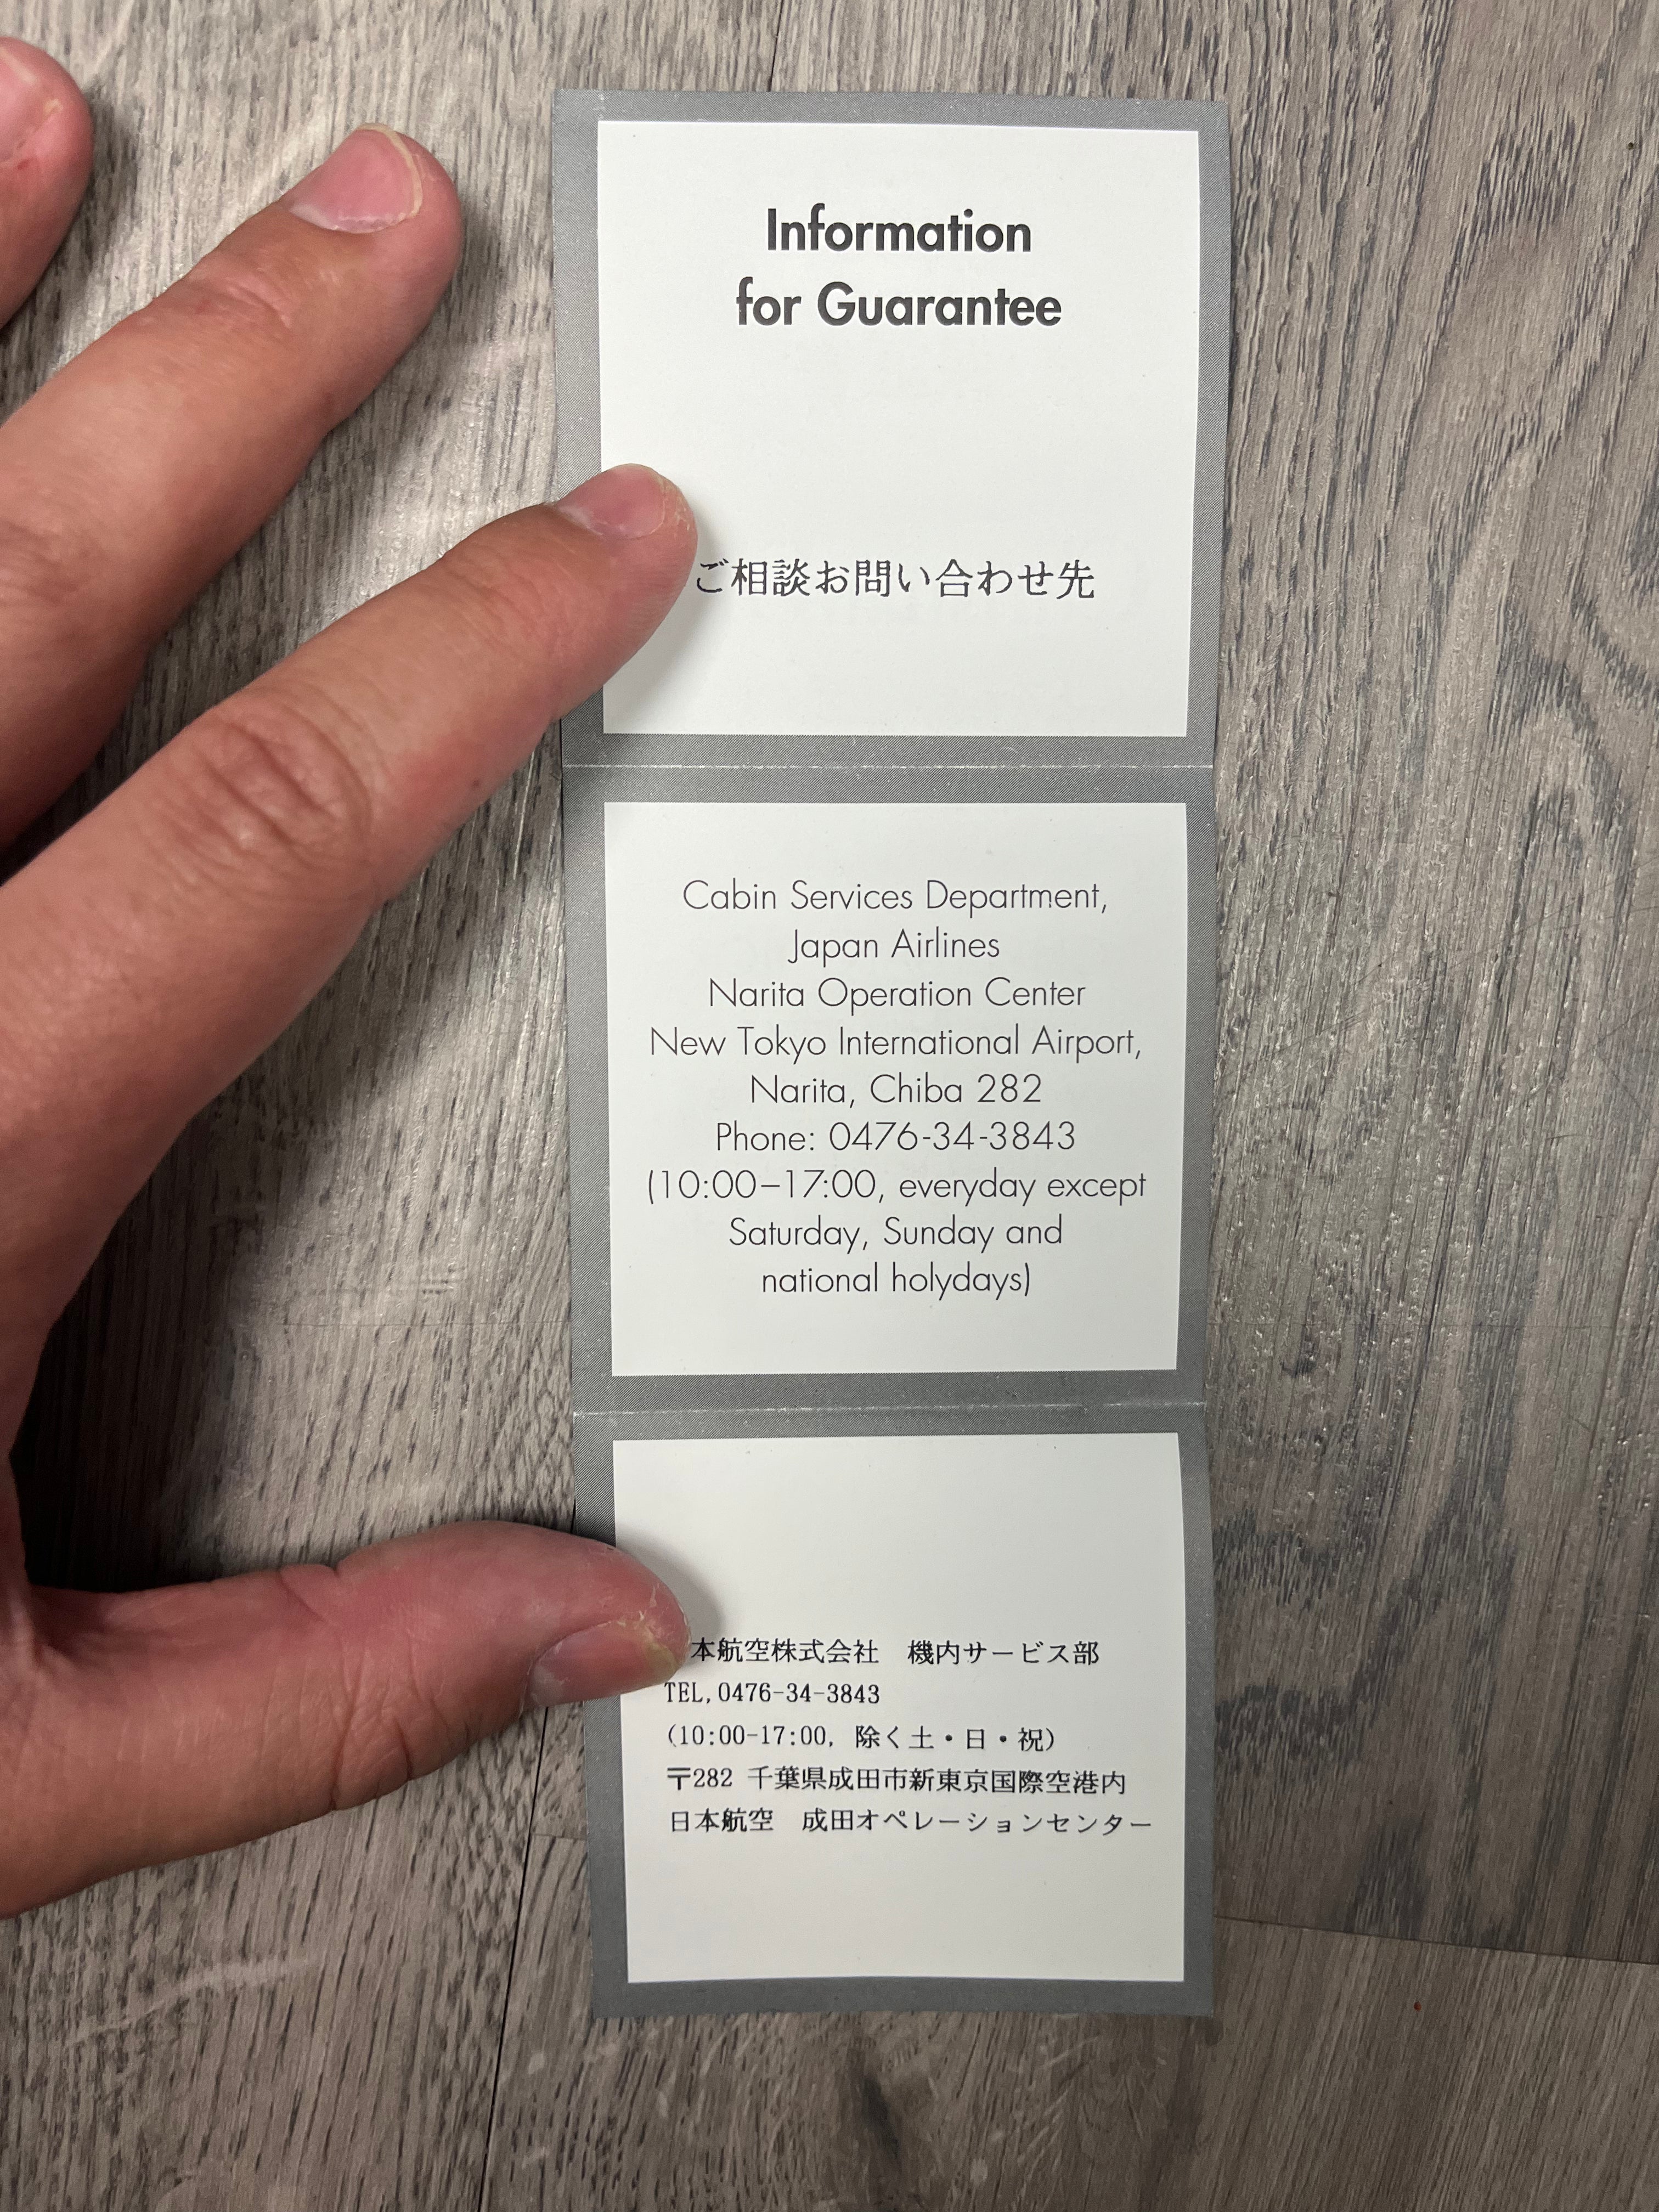 Information
for Guarantee
ご相談お問い合わせ先
Cabin Services Department,
Japan Airlines
Narita Operation Center
New Tokyo International Airport,
Narita, Chiba 282
Phone: 0476-34-3843
(10:00–17:00, everyday except
Saturday, Sunday and
national holydays)
本航空株式会社　機内サービス部
TEL,0476-34-3843
(10:00-17:00, 除く土・日・祝)
〒282 千葉県成田市新東京国際空港内
日本航空　成田オペレーションセンター